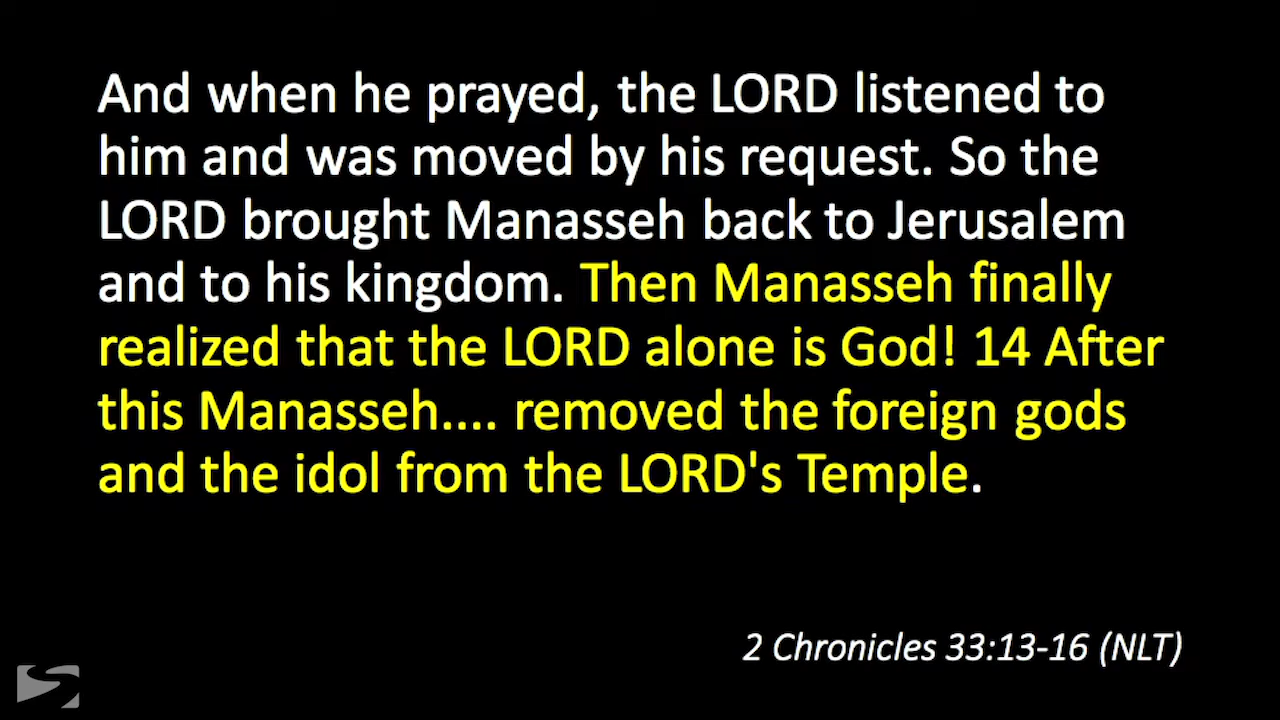 And when he prayed, the LORD listened to
him and was moved by his request. So the
LORD brought Manasseh back to Jerusalem
and to his kingdom. Then Manasseh finally
realized that the LORD alone is God! 14 After
this Manasseh.... removed the foreign gods
and the idol from the LORD's Temple.
2 Chronicles 33:13-16 (NLT)